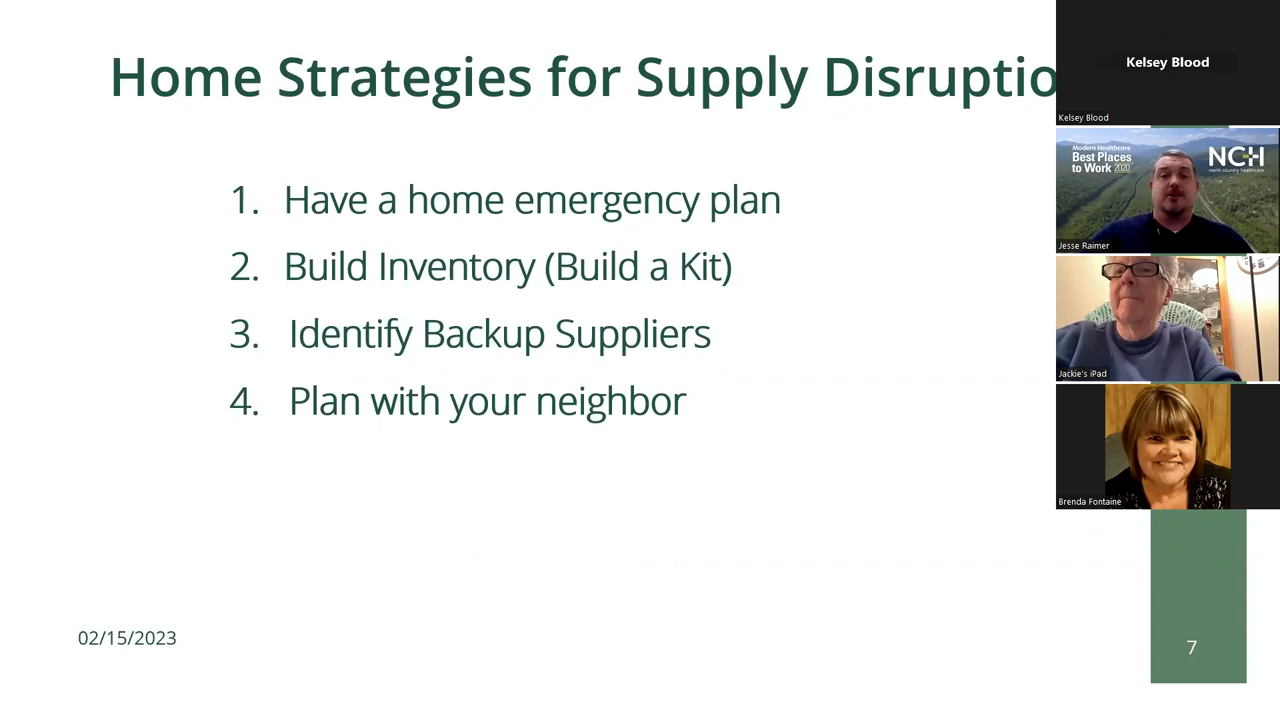 Home Strategies for Supply Disruptio
1. Have a home emergency plan
2. Build Inventory (Build a Kit)
3. Identify Backup Suppliers
4. Plan with your neighbor
02/15/2023
7
Kelsey Blood
Kelsey Blood
Modern Healthcare
Best Places
to Work 2020
NCH
north country healthcare
Jesse Raimer
Jackie's iPad
Brenda Fontaine